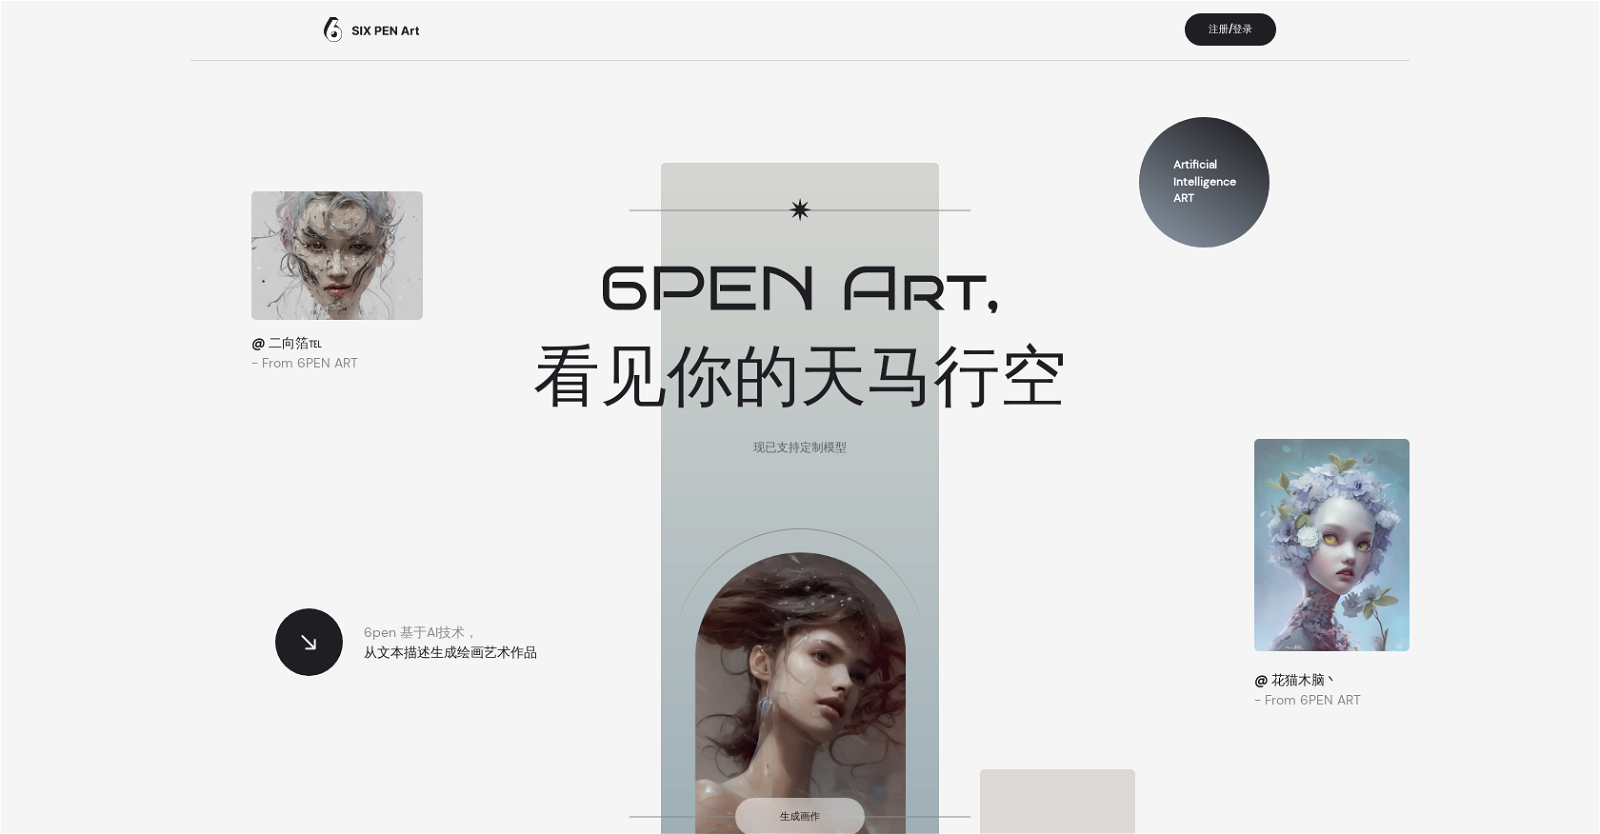 SIX PEN Art
注册/登录
Artificial
Intelligence
ART
6PEN ART,
看见你的天马行空
现已支持定制模型
@ 二向箔℡
- From 6PEN ART
6pen 基于AI技术，
从文本描述生成绘画艺术作品
@ 花猫木脑丶
- From 6PEN ART
生成画作